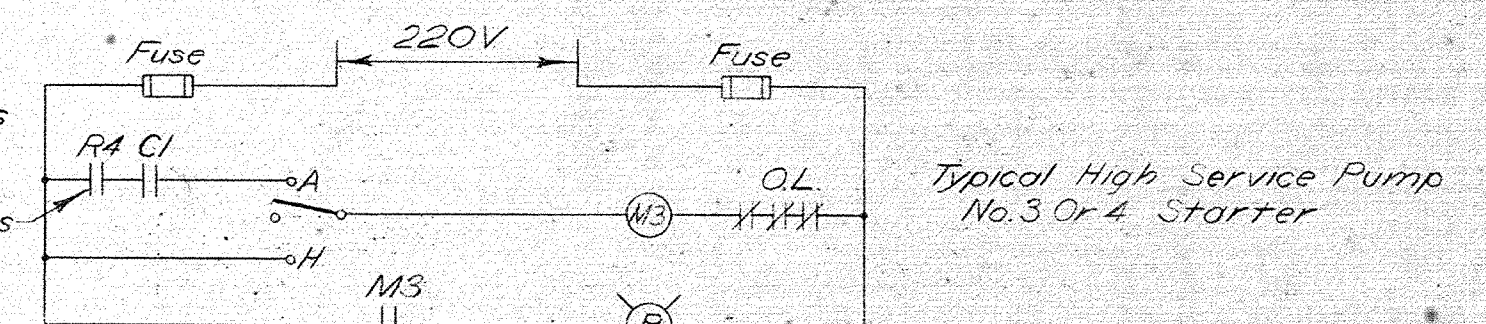 220V
Fuse
Fuse
s
R4 C1
A
O.L.
Typical High Service Pump
No. 3 Or 4 Starter
s
M3
H
M3
R